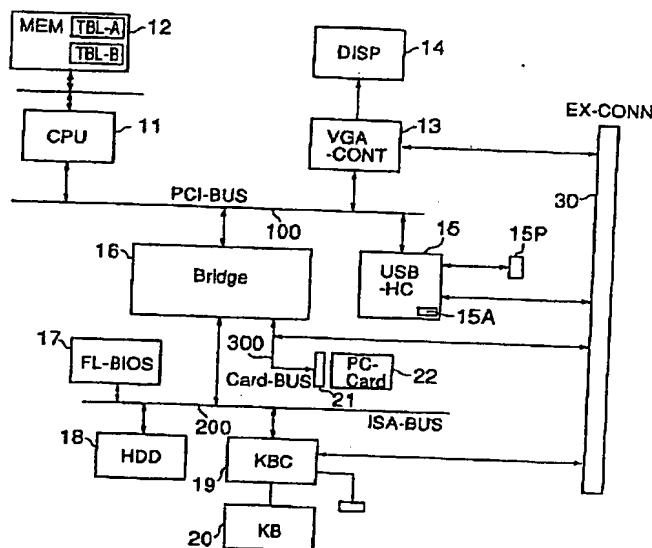 MEM
TBL-A
TBL-B
12
DISP
14
CPU
11
VGA
-CONT
13
EX-CONN
30
PCI-BUS
100
16
Bridge
15
USB
-HC
15A
15P
17
FL-BIOS
300
Card-BUS
21
PC-
Card
22
200
ISA-BUS
18
HDD
19
KBC
20
KB